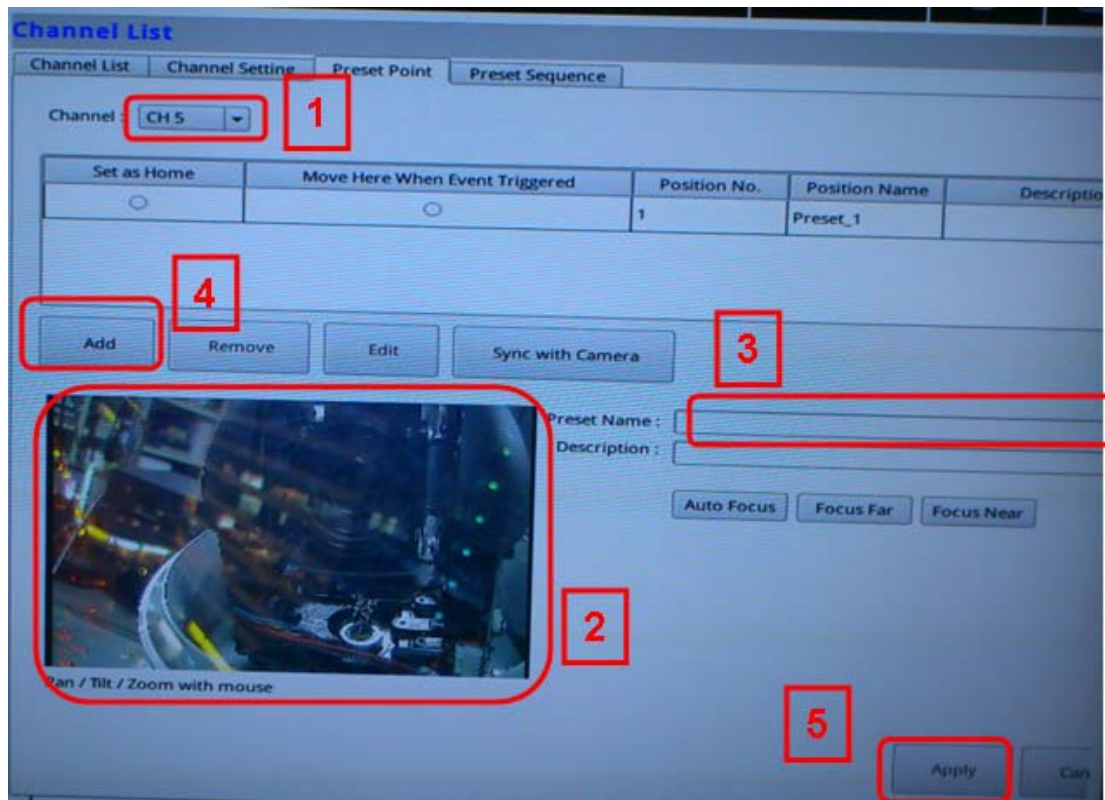 Channel List
Channel List Channel Setting Preset Point Preset Sequence
Channel : CH 5 1
Set as Home Move Here When Event Triggered Position No. Position Name Descriptio
1 Preset_1
4
Add Remove Edit Sync with Camera 3
Preset Name :
Description :
Auto Focus Focus Far Focus Near
2
Pan / Tilt / Zoom with mouse
5
Apply Can